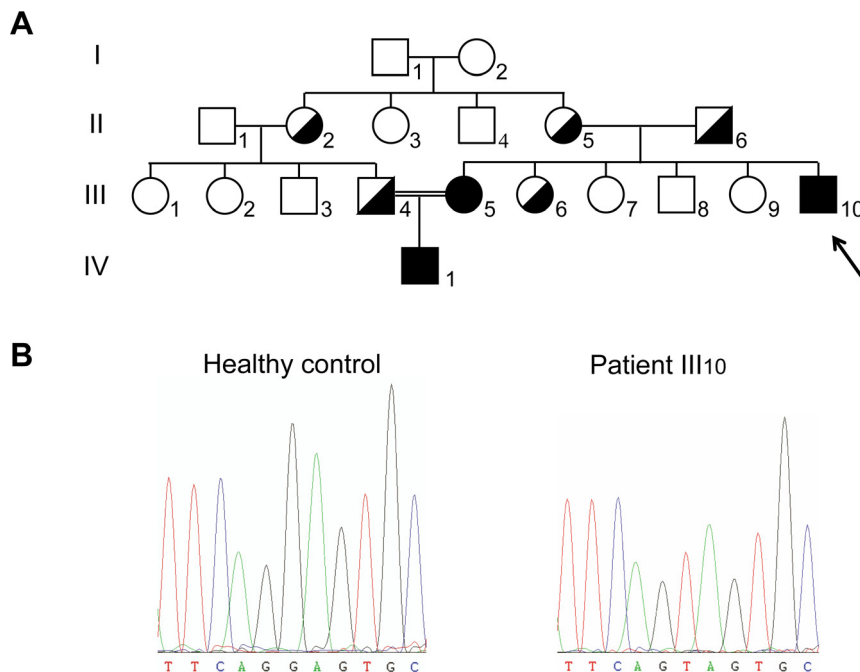 A
I
1 2
II
1 2 3 4 5 6
III
1 2 3 4 5 6 7 8 9 10
IV
1
B
Healthy control Patient III10
T T C A G G A G T G C T T C A G T A G T G C